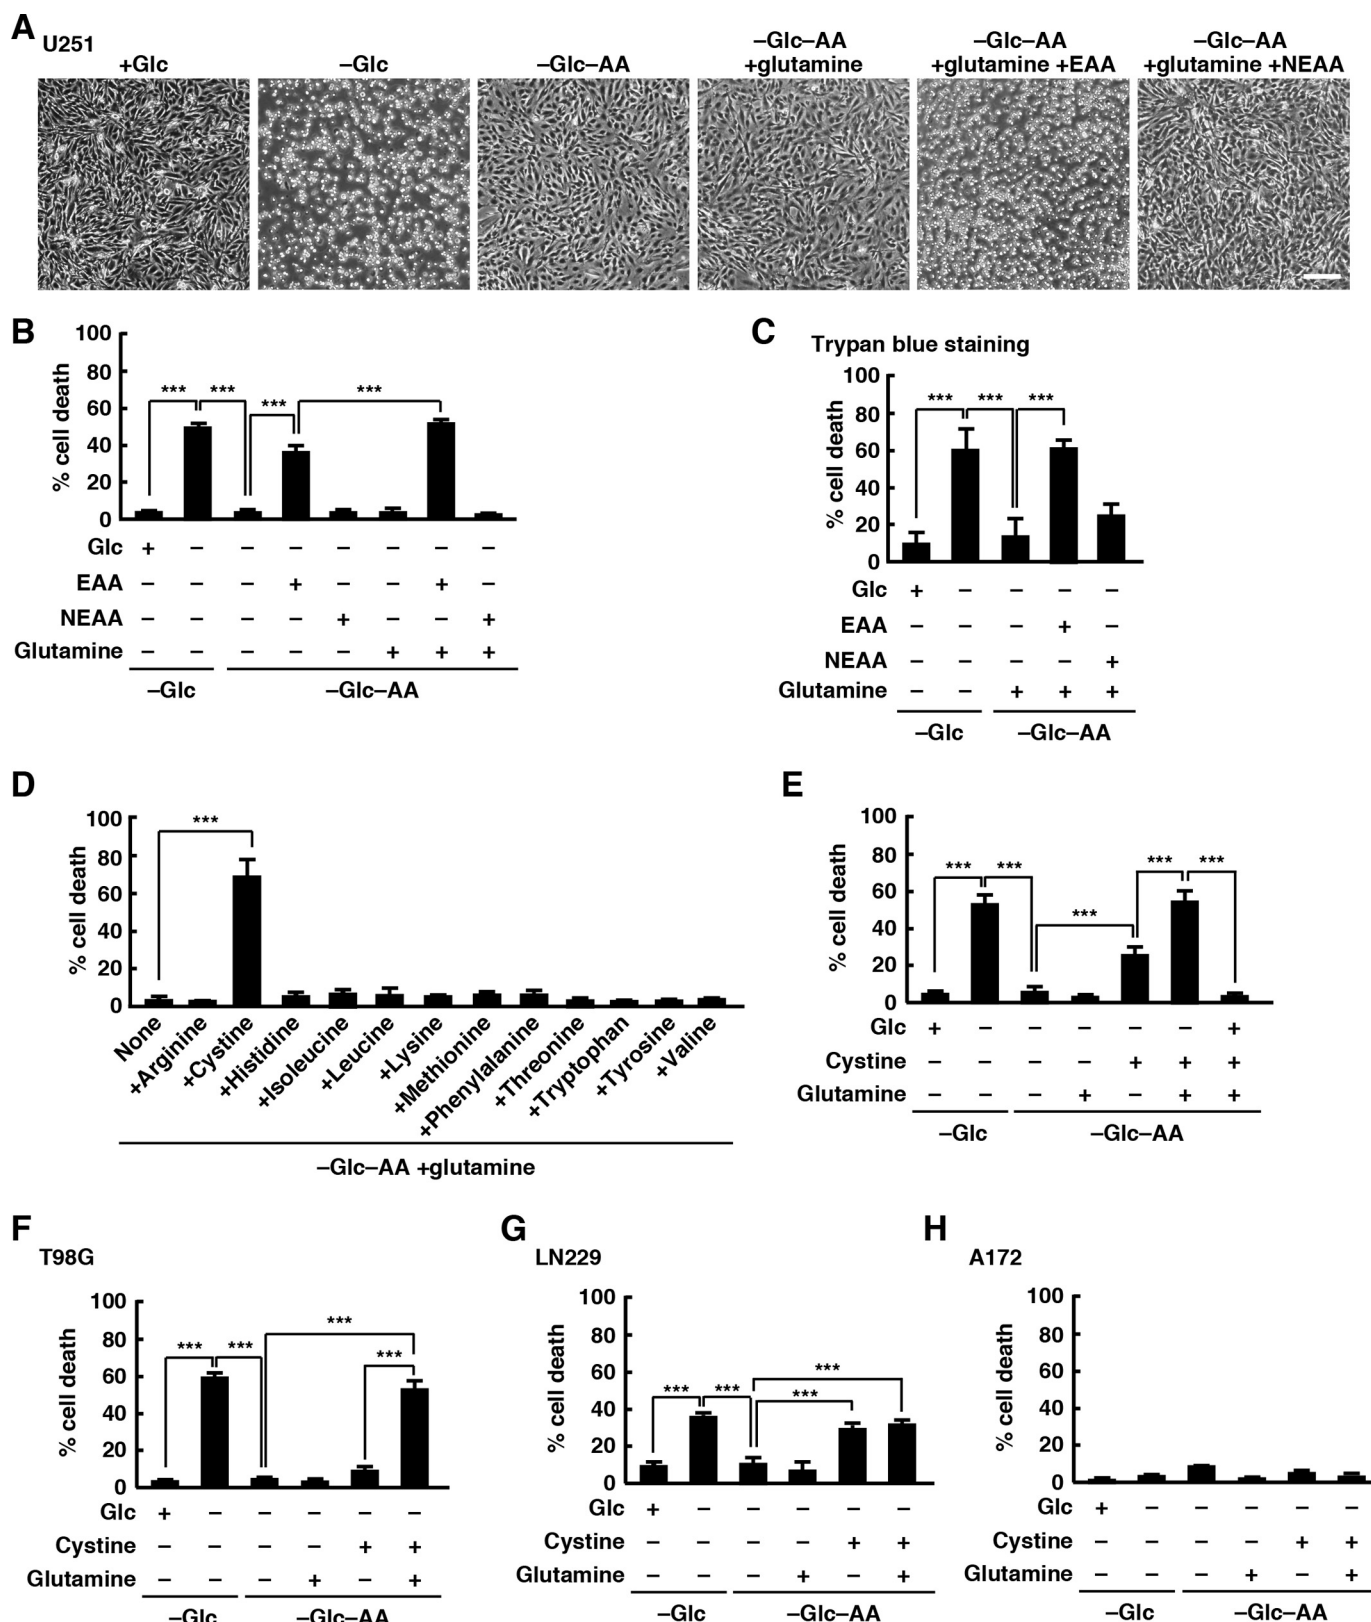 A
U251
+Glc
–Glc
–Glc–AA
–Glc–AA
+glutamine
–Glc–AA
+glutamine +EAA
–Glc–AA
+glutamine +NEAA
B
% cell death
100
80
60
40
20
0
*** *** *** ***
Glc + – – – – – – –
EAA – – – + – – + –
NEAA – – – – + – – +
Glutamine – – – – – + + +
–Glc –Glc–AA
C
Trypan blue staining
% cell death
100
80
60
40
20
0
*** *** ***
Glc + – – – –
EAA – – – + –
NEAA – – – – +
Glutamine – – + + +
–Glc –Glc–AA
D
% cell death
100
80
60
40
20
0
***
None
+Arginine
+Cystine
+Histidine
+Isoleucine
+Leucine
+Lysine
+Methionine
+Phenylalanine
+Threonine
+Tryptophan
+Tyrosine
+Valine
–Glc–AA +glutamine
E
% cell death
100
80
60
40
20
0
*** *** *** *** ***
Glc + – – – – – +
Cystine – – – – + + +
Glutamine – – – + – + +
–Glc –Glc–AA
F
T98G
% cell death
100
80
60
40
20
0
*** *** *** ***
Glc + – – – – –
Cystine – – – – + +
Glutamine – – – + – +
–Glc –Glc–AA
G
LN229
% cell death
100
80
60
40
20
0
*** *** *** ***
Glc + – – – – –
Cystine – – – – + +
Glutamine – – – + – +
–Glc –Glc–AA
H
A172
% cell death
100
80
60
40
20
0
Glc + – – – – –
Cystine – – – – + +
Glutamine – – – + – +
–Glc –Glc–AA